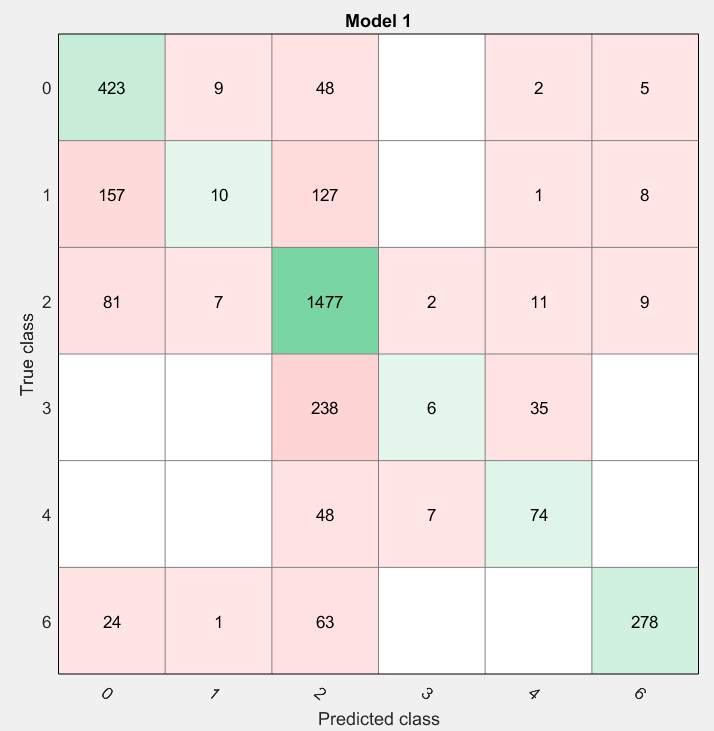 Model 1
0 423 9 48 2 5
1 157 10 127 1 8
2 81 7 1477 2 11 9
3 238 6 35
4 48 7 74
6 24 1 63 278
0 1 2 3 4 6
Predicted class
True class